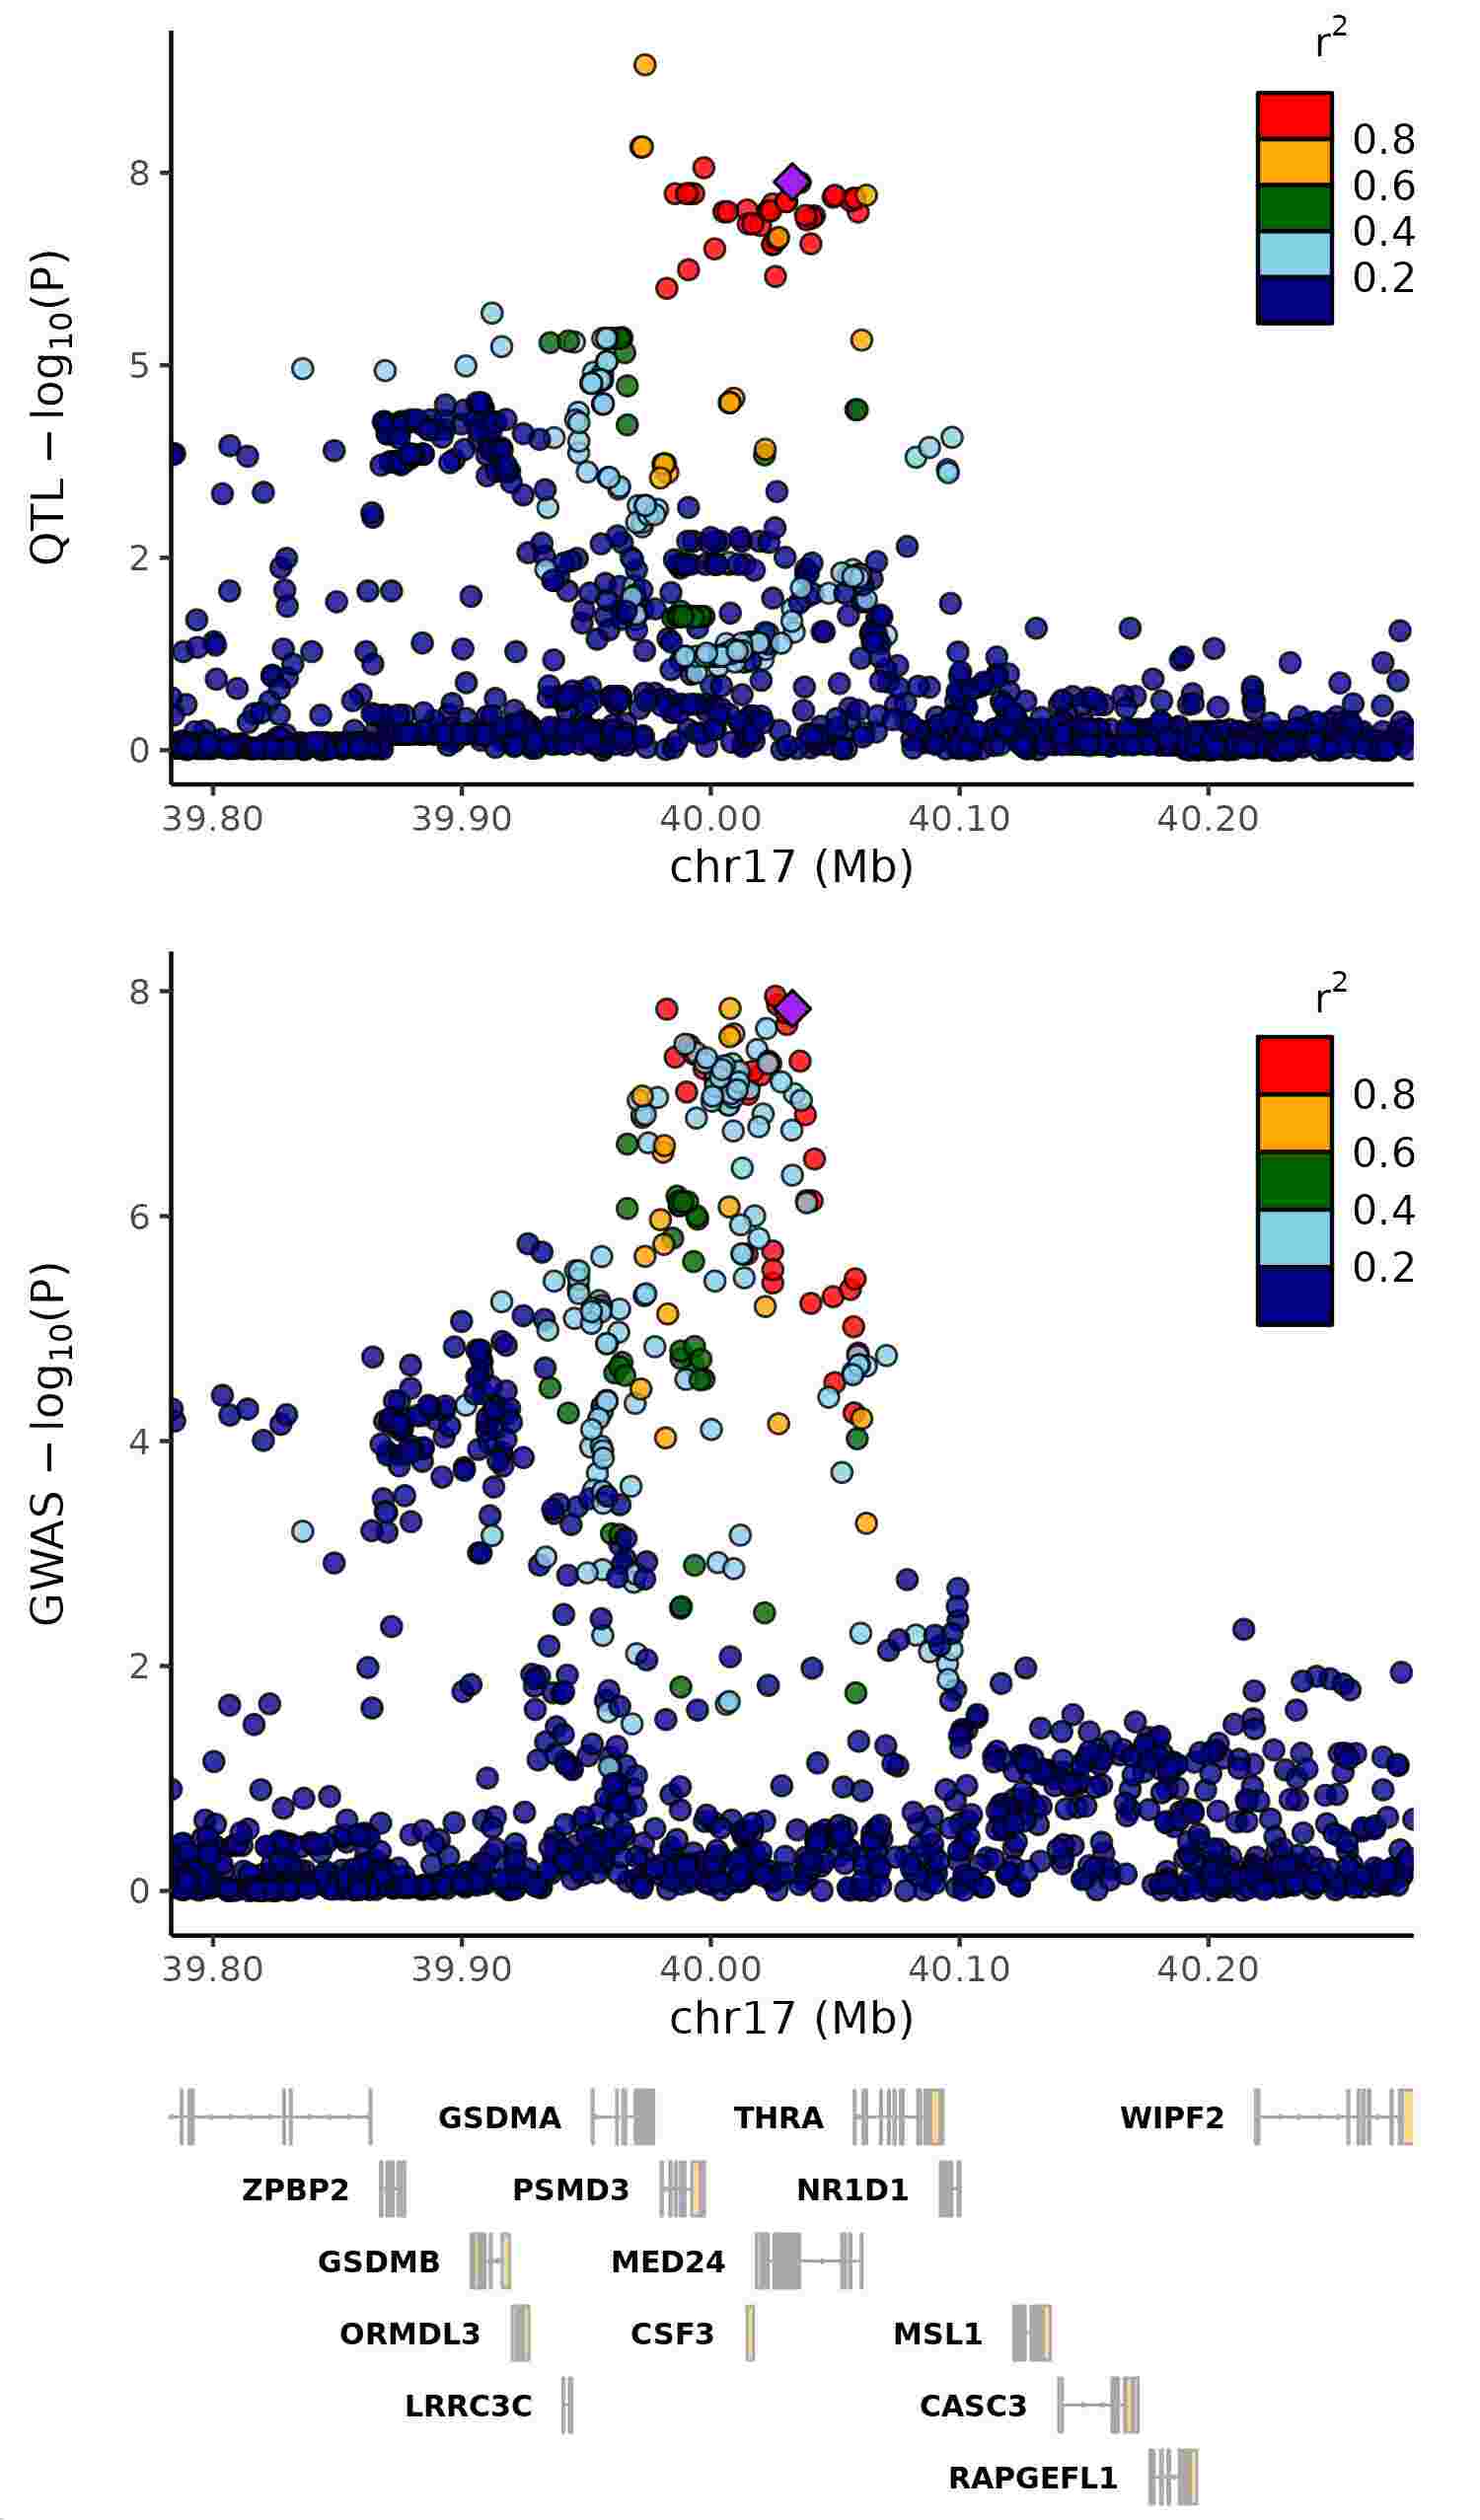 r2
0.8
0.6
0.4
0.2
8
5
2
0
QTL − log10(P)
39.80 39.90 40.00 40.10 40.20
chr17 (Mb)
r2
0.8
0.6
0.4
0.2
8
6
4
2
0
GWAS − log10(P)
39.80 39.90 40.00 40.10 40.20
chr17 (Mb)
GSDMA THRA WIPF2
ZPBP2 PSMD3 NR1D1
GSDMB MED24
ORMDL3 CSF3 MSL1
LRRC3C CASC3
RAPGEFL1